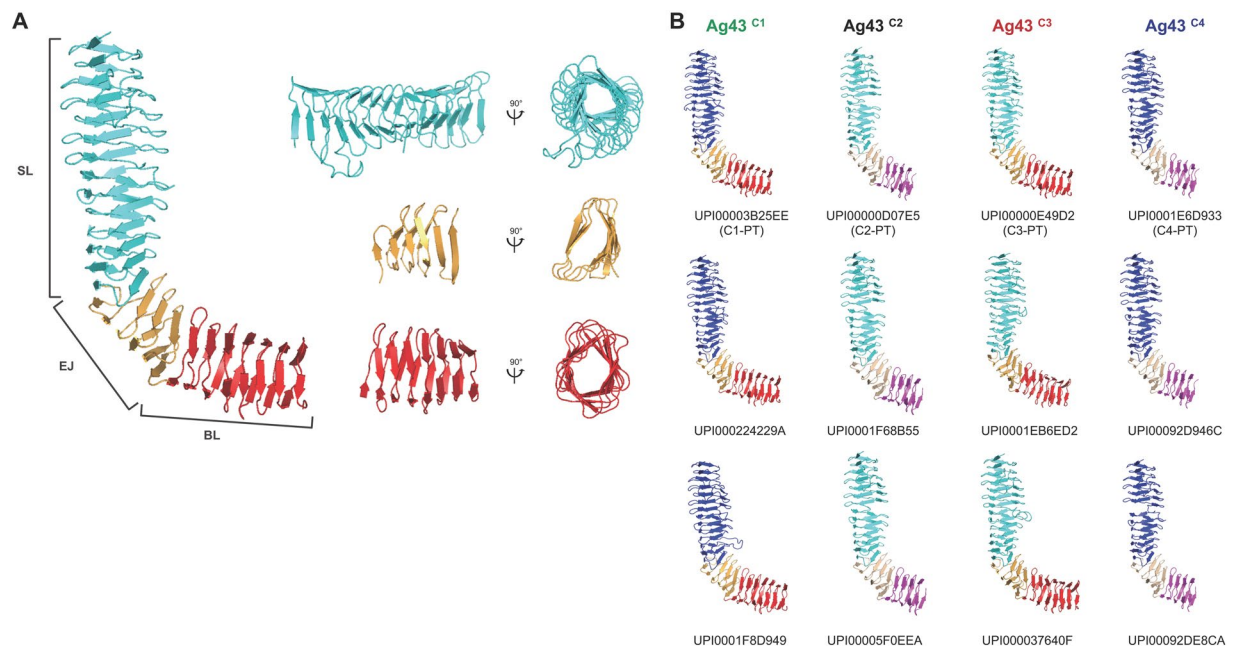 A
SL
EJ
BL
90°
90°
90°
B
Ag43 C1
Ag43 C2
Ag43 C3
Ag43 C4
UPI00003B25EE
(C1-PT)
UPI00000D07E5
(C2-PT)
UPI00000E49D2
(C3-PT)
UPI0001E6D933
(C4-PT)
UPI000224229A
UPI0001F68B55
UPI0001EB6ED2
UPI00092D946C
UPI0001F8D949
UPI00005F0EEA
UPI000037640F
UPI00092DE8CA